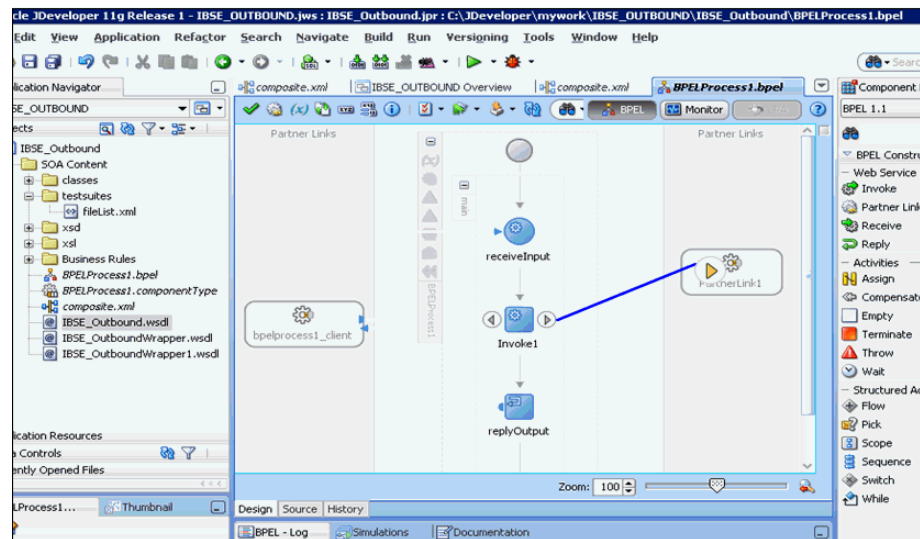 cle JDeveloper 11g Release 1 - IBSE_OUTBOUND.jws : IBSE_Outbound.jpr : C:\JDeveloper\mywork\IBSE_OUTBOUND\IBSE_Outbound\BPELProcess1.bpel
Edit View Application Refactor Search Navigate Build Run Versioning Tools Window Help
Searc
lication Navigator
composite.xml
IBSE_OUTBOUND Overview
composite.xml
BPELProcess1.bpel
Component
SE_OUTBOUND
BPEL
Monitor
BPEL 1.1
ects
IBSE_Outbound
SOA Content
classes
testsuites
fileList.xml
xsd
xsl
Business Rules
BPELProcess1.bpel
BPELProcess1.componentType
composite.xml
IBSE_Outbound.wsdl
IBSE_OutboundWrapper.wsdl
IBSE_OutboundWrapper1.wsdl
lication Resources
a Controls
ently Opened Files
LProcess1...
Thumbnail
Partner Links
Partner Links
main
BPELProcess1
receiveInput
bpelprocess1_client
Invoke1
PartnerLink1
replyOutput
Zoom: 100
Design Source History
BPEL - Log
Simulations
Documentation
BPEL Constru
Web Service
Invoke
Partner Link
Receive
Reply
Activities
Assign
Compensat
Empty
Terminate
Throw
Wait
Structured Ac
Flow
Pick
Scope
Sequence
Switch
While